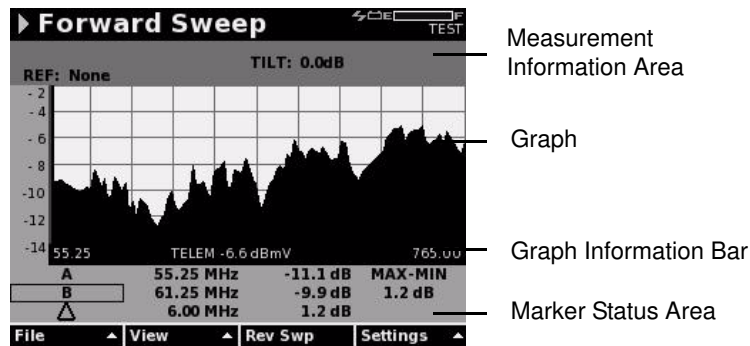 Forward Sweep
E F
TEST
TILT: 0.0dB
REF: None
Measurement
Information Area
- 2
- 4
- 6
- 8
-10
-12
-14
Graph
55.25 TELEM -6.6 dBmV 765.00
Graph Information Bar
A 55.25 MHz -11.1 dB MAX-MIN
B 61.25 MHz -9.9 dB 1.2 dB
6.00 MHz 1.2 dB
Marker Status Area
File View Rev Swp Settings